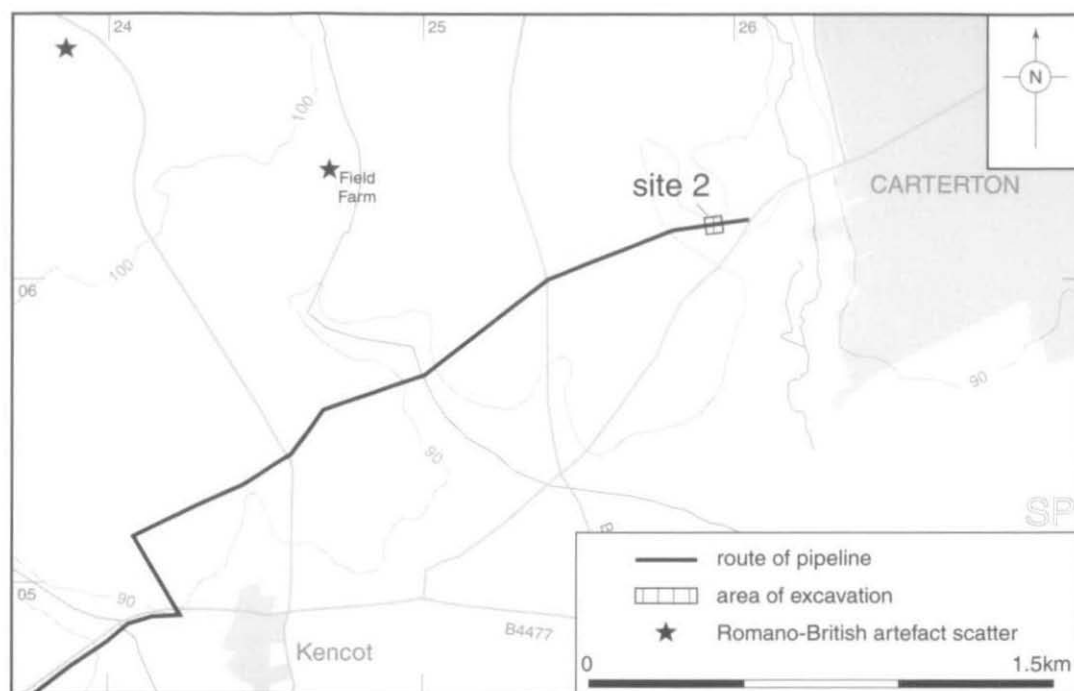 24
25
26
N
100
Field
Farm
site 2
CARTERTON
100
06
90
90
SP
05
90
B
B4477
Kencot
route of pipeline
area of excavation
Romano-British artefact scatter
0
1.5km